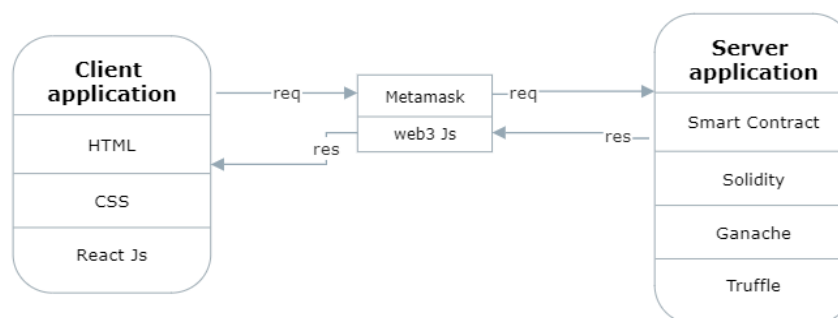 Client
application
HTML
CSS
React Js
req
res
Metamask
web3 Js
req
res
Server
application
Smart Contract
Solidity
Ganache
Truffle